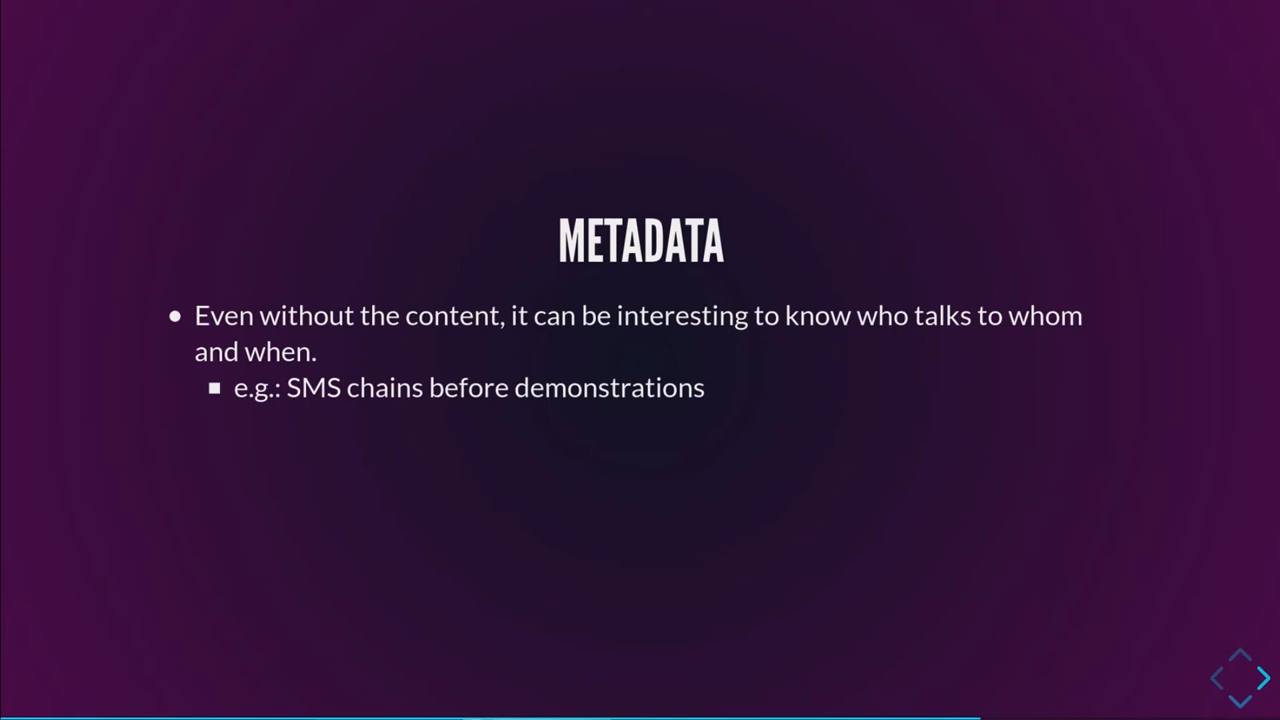 METADATA
Even without the content, it can be interesting to know who talks to whom
and when.
e.g.: SMS chains before demonstrations